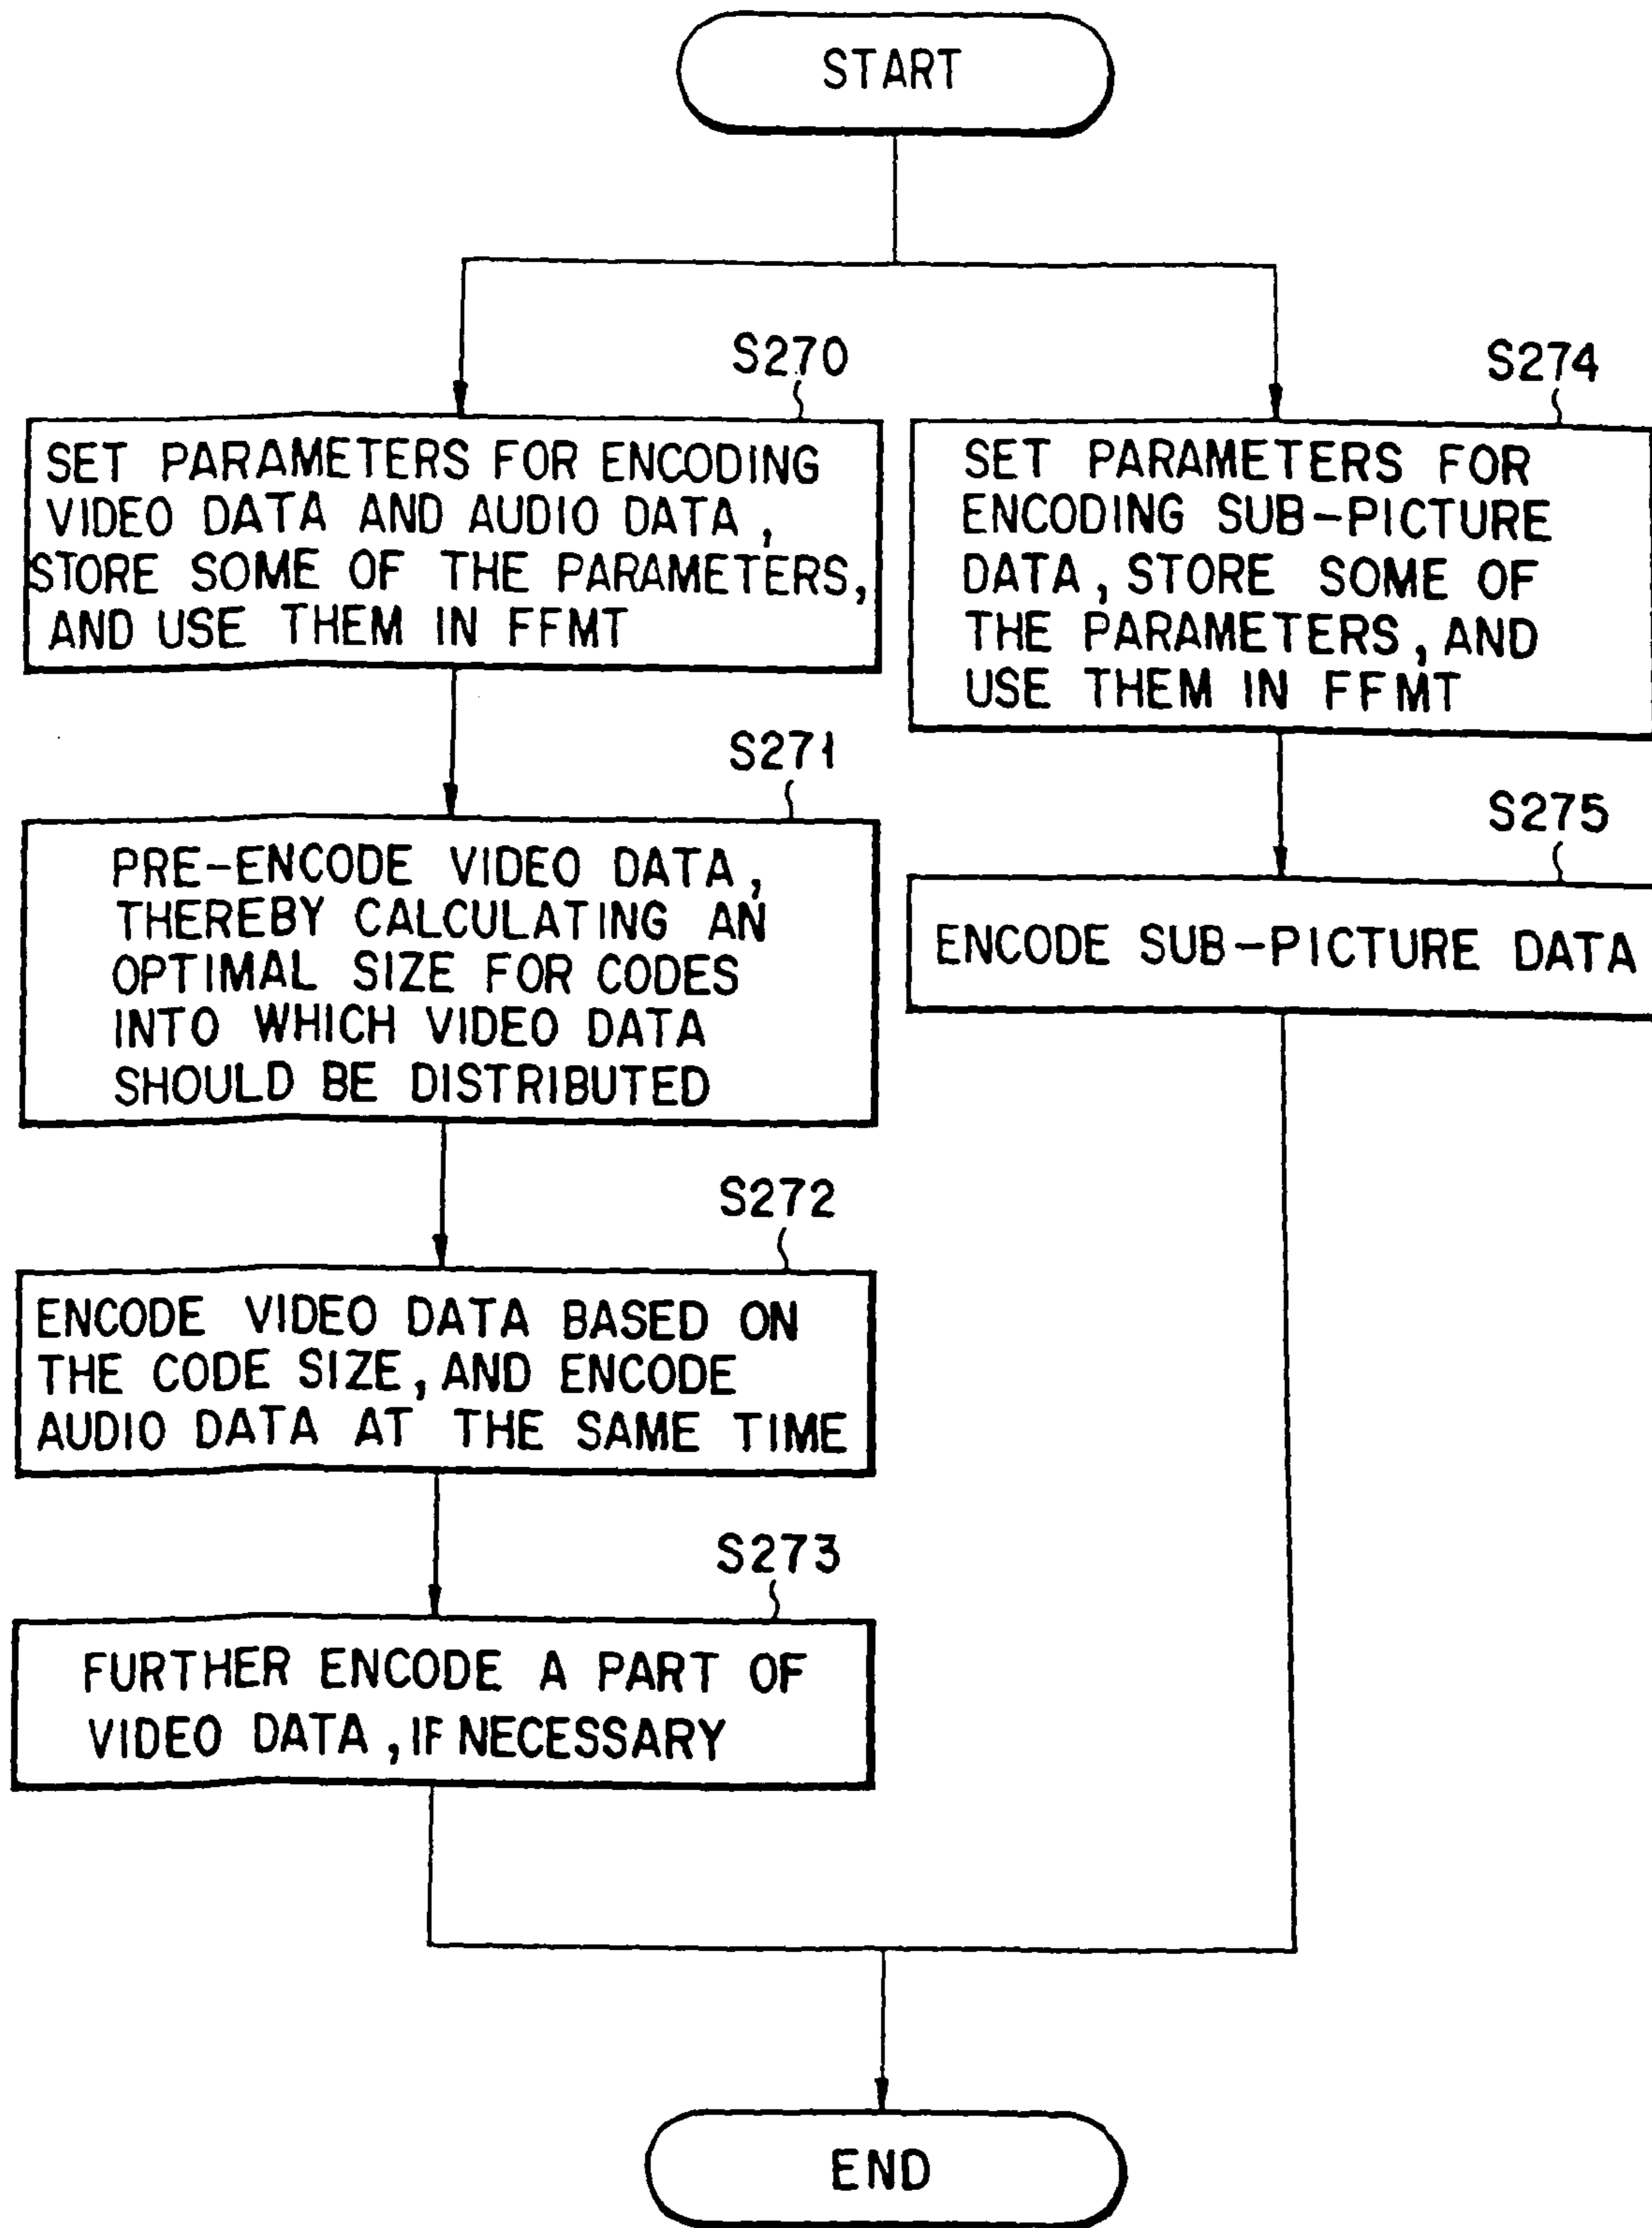 START
S270
SET PARAMETERS FOR ENCODING
VIDEO DATA AND AUDIO DATA,
STORE SOME OF THE PARAMETERS,
AND USE THEM IN FFMT
S271
PRE-ENCODE VIDEO DATA,
THEREBY CALCULATING AN
OPTIMAL SIZE FOR CODES
INTO WHICH VIDEO DATA
SHOULD BE DISTRIBUTED
S272
ENCODE VIDEO DATA BASED ON
THE CODE SIZE, AND ENCODE
AUDIO DATA AT THE SAME TIME
S273
FURTHER ENCODE A PART OF
VIDEO DATA, IF NECESSARY
S274
SET PARAMETERS FOR
ENCODING SUB-PICTURE
DATA, STORE SOME OF
THE PARAMETERS, AND
USE THEM IN FFMT
S275
ENCODE SUB-PICTURE DATA
END